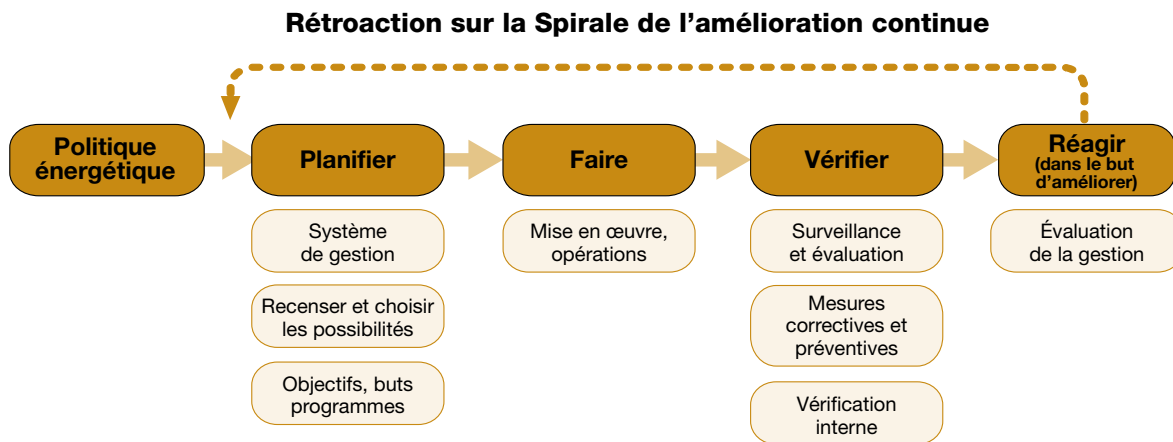 Rétroaction sur la Spirale de l’amélioration continue
Politique
énergétique
Planifier
Faire
Vérifier
Réagir
(dans le but
d’améliorer)
Système
de gestion
Recenser et choisir
les possibilités
Objectifs, buts
programmes
Mise en œuvre,
opérations
Surveillance
et évaluation
Mesures
correctives et
préventives
Vérification
interne
Évaluation
de la gestion